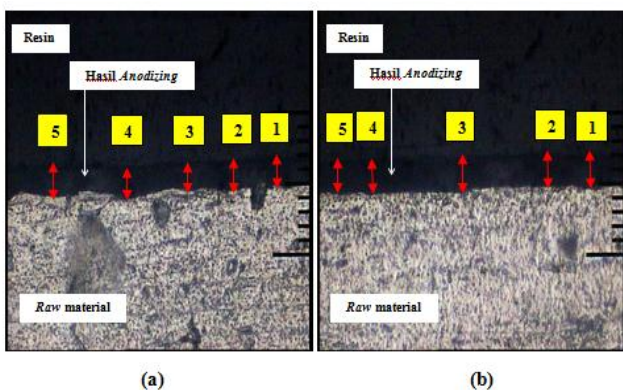 Resin
Hasil Anodizing
5 4 3 2 1
Raw material
(a)
Resin
Hasil Anodizing
5 4 3 2 1
Raw material
(b)